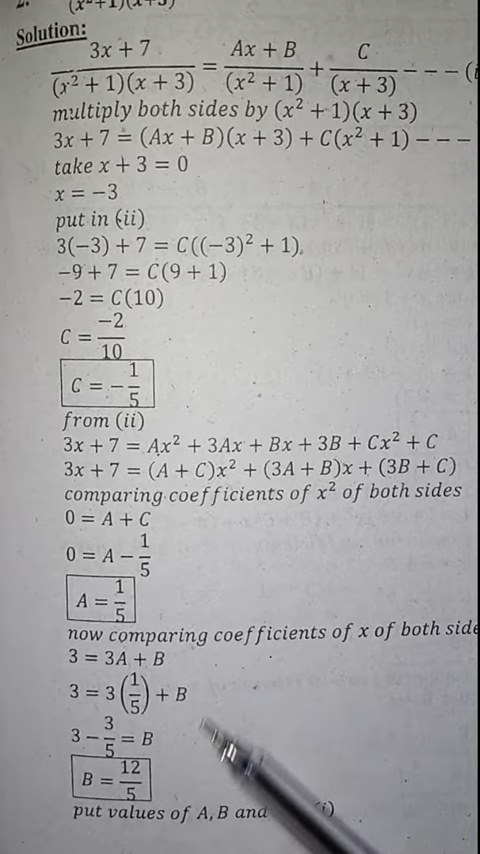 2. (x²+1)(x+3)
Solution:
(3x + 7)/((x² + 1)(x + 3)) = (Ax + B)/(x² + 1) + C/(x + 3) − − − (i
multiply both sides by (x² + 1)(x + 3)
3x + 7 = (Ax + B)(x + 3) + C(x² + 1) − − −
take x + 3 = 0
x = −3
put in (ii)
3(−3) + 7 = C((−3)² + 1).
−9 + 7 = C(9 + 1)
−2 = C(10)
C = −2/10
C = −1/5
from (ii)
3x + 7 = Ax² + 3Ax + Bx + 3B + Cx² + C
3x + 7 = (A + C)x² + (3A + B)x + (3B + C)
comparing coefficients of x² of both sides
0 = A + C
0 = A − 1/5
A = 1/5
now comparing coefficients of x of both side
3 = 3A + B
3 = 3(1/5) + B
3 − 3/5 = B
B = 12/5
put values of A, B and (i)